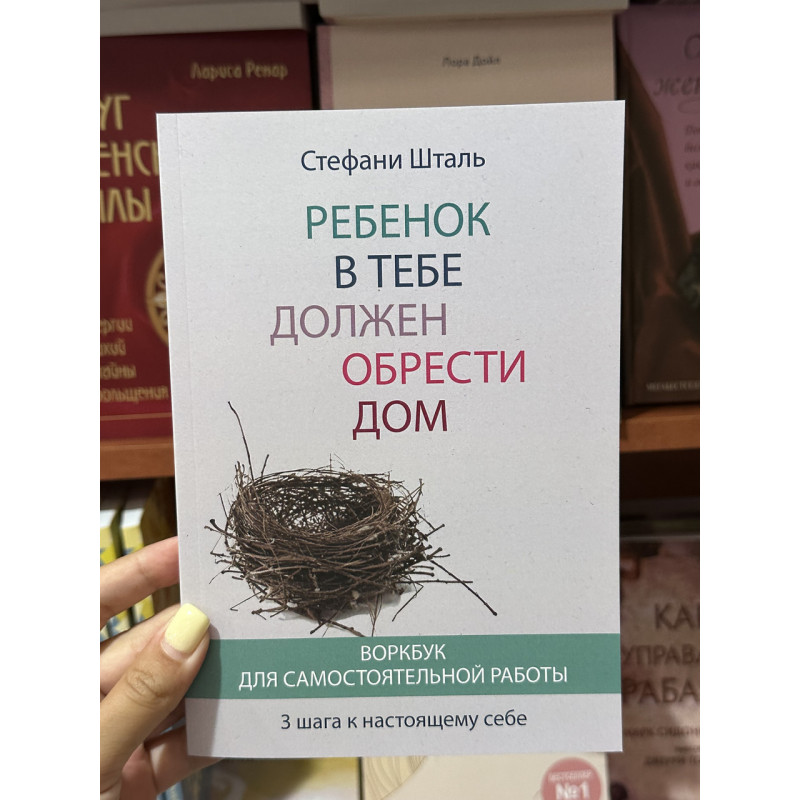 Лариса Ренар
Лора Дойл
Стефани Шталь
РЕБЕНОК
В ТЕБЕ
ДОЛЖЕН
ОБРЕСТИ
ДОМ
ВОРКБУК
ДЛЯ САМОСТОЯТЕЛЬНОЙ РАБОТЫ
3 шага к настоящему себе
№1